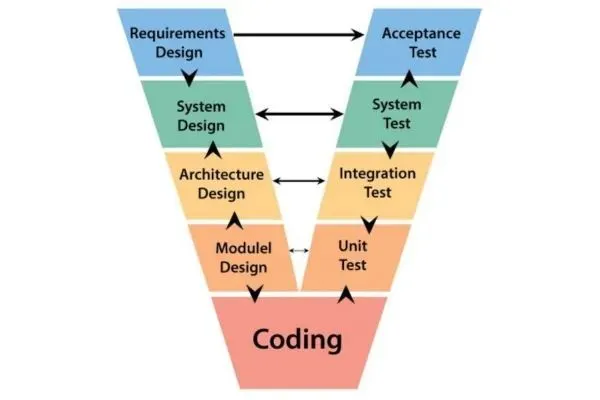 Requirements
Design
Acceptance
Test
System
Design
System
Test
Architecture
Design
Integration
Test
Modulel
Design
Unit
Test
Coding